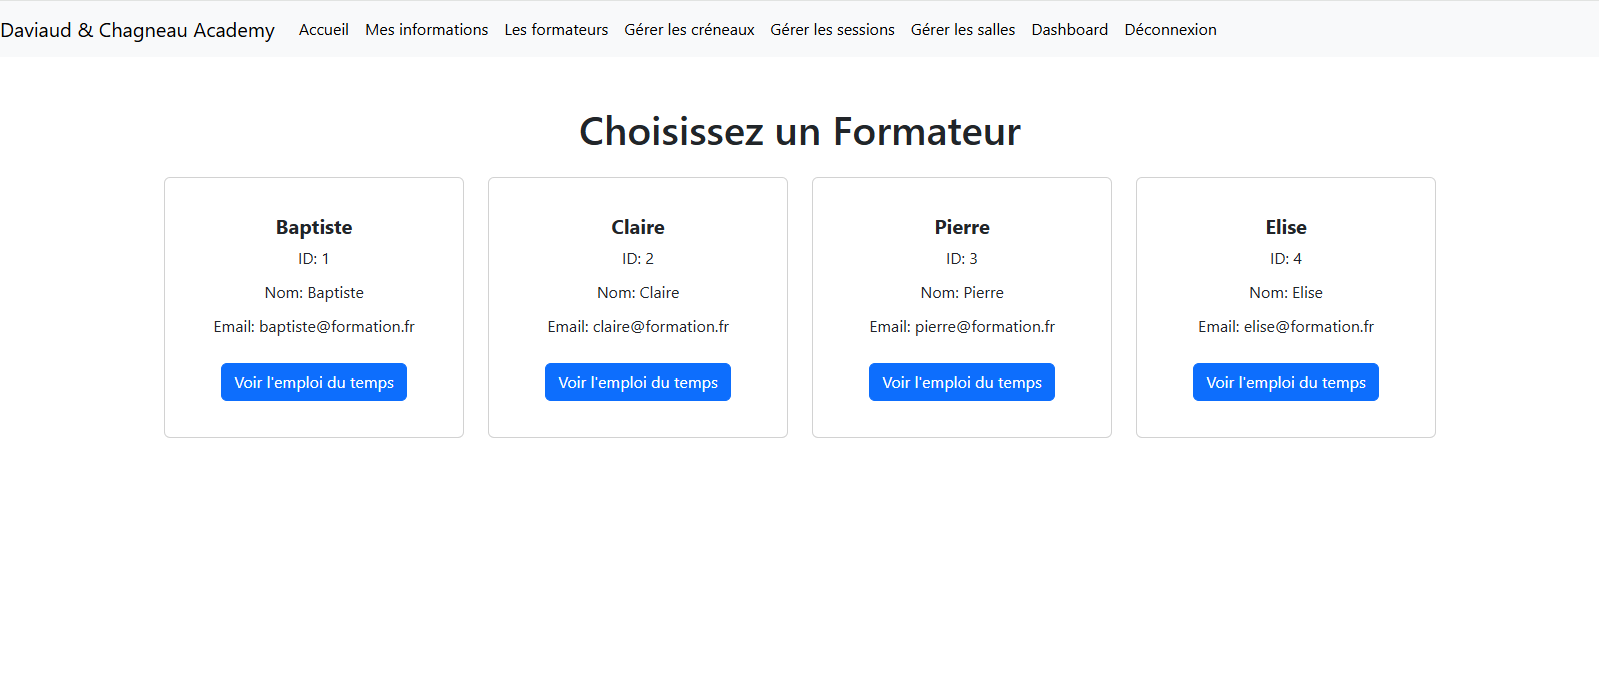 Daviaud & Chagneau Academy Accueil Mes informations Les formateurs Gérer les créneaux Gérer les sessions Gérer les salles Dashboard Déconnexion
Choisissez un Formateur
Baptiste
ID: 1
Nom: Baptiste
Email: baptiste@formation.fr
Voir l'emploi du temps
Claire
ID: 2
Nom: Claire
Email: claire@formation.fr
Voir l'emploi du temps
Pierre
ID: 3
Nom: Pierre
Email: pierre@formation.fr
Voir l'emploi du temps
Elise
ID: 4
Nom: Elise
Email: elise@formation.fr
Voir l'emploi du temps